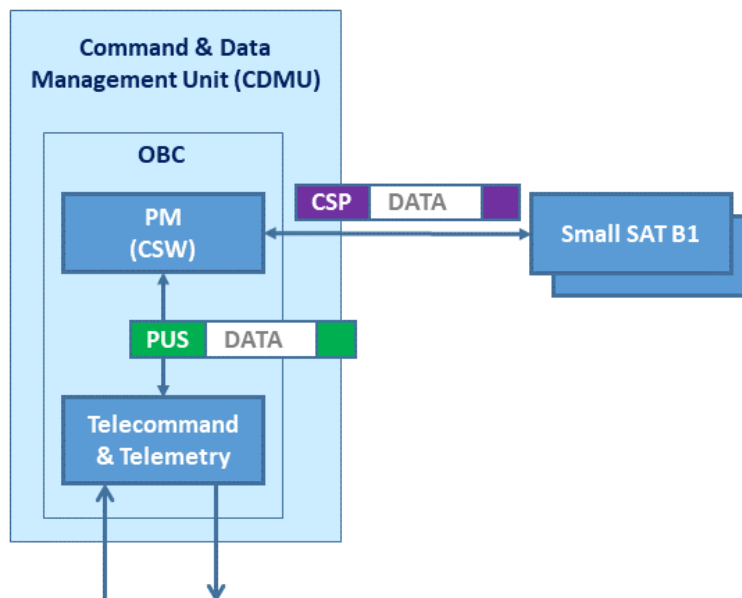 Command & Data
Management Unit (CDMU)
OBC
PM
(CSW)
CSP DATA
Small SAT B1
PUS DATA
Telecommand
& Telemetry